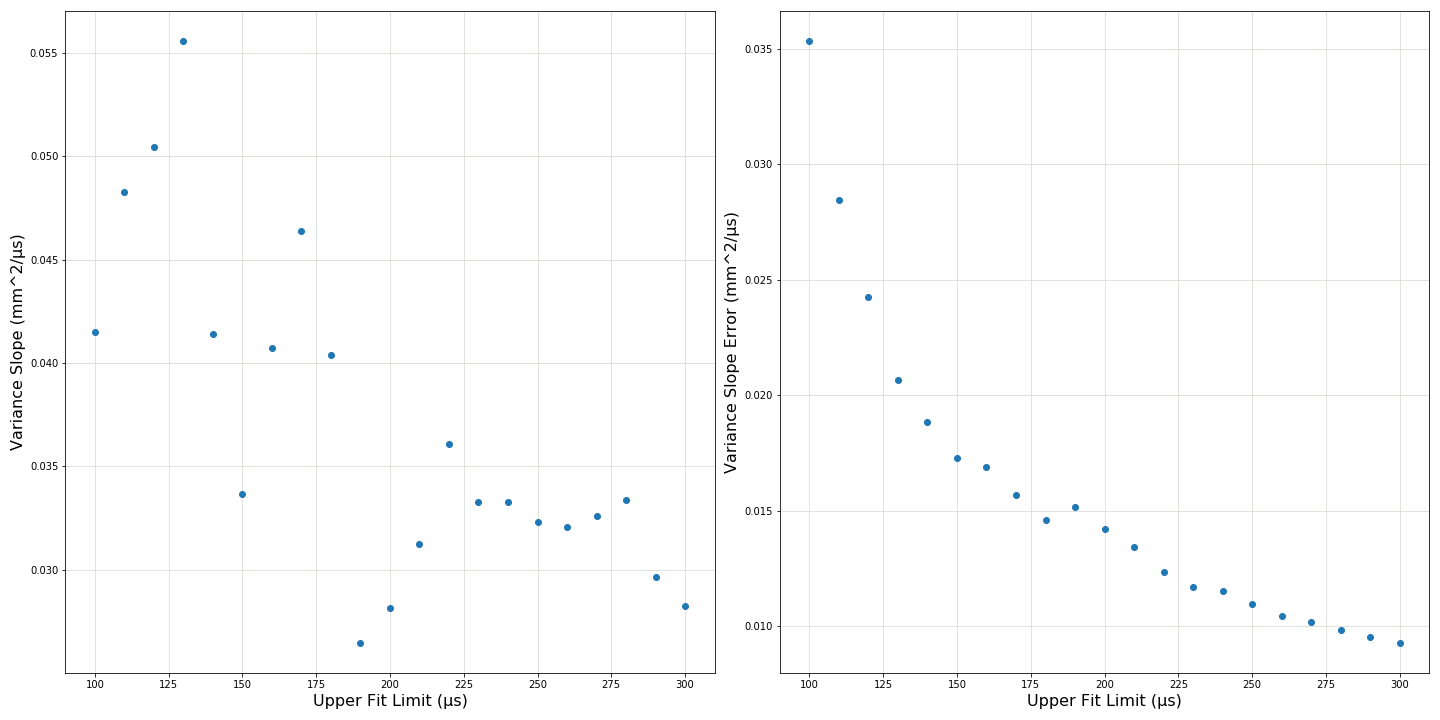 0.055
0.050
0.045
0.040
0.035
0.030
Variance Slope (mm^2/μs)
100 125 150 175 200 225 250 275 300
Upper Fit Limit (μs)
0.035
0.030
0.025
0.020
0.015
0.010
Variance Slope Error (mm^2/μs)
100 125 150 175 200 225 250 275 300
Upper Fit Limit (μs)